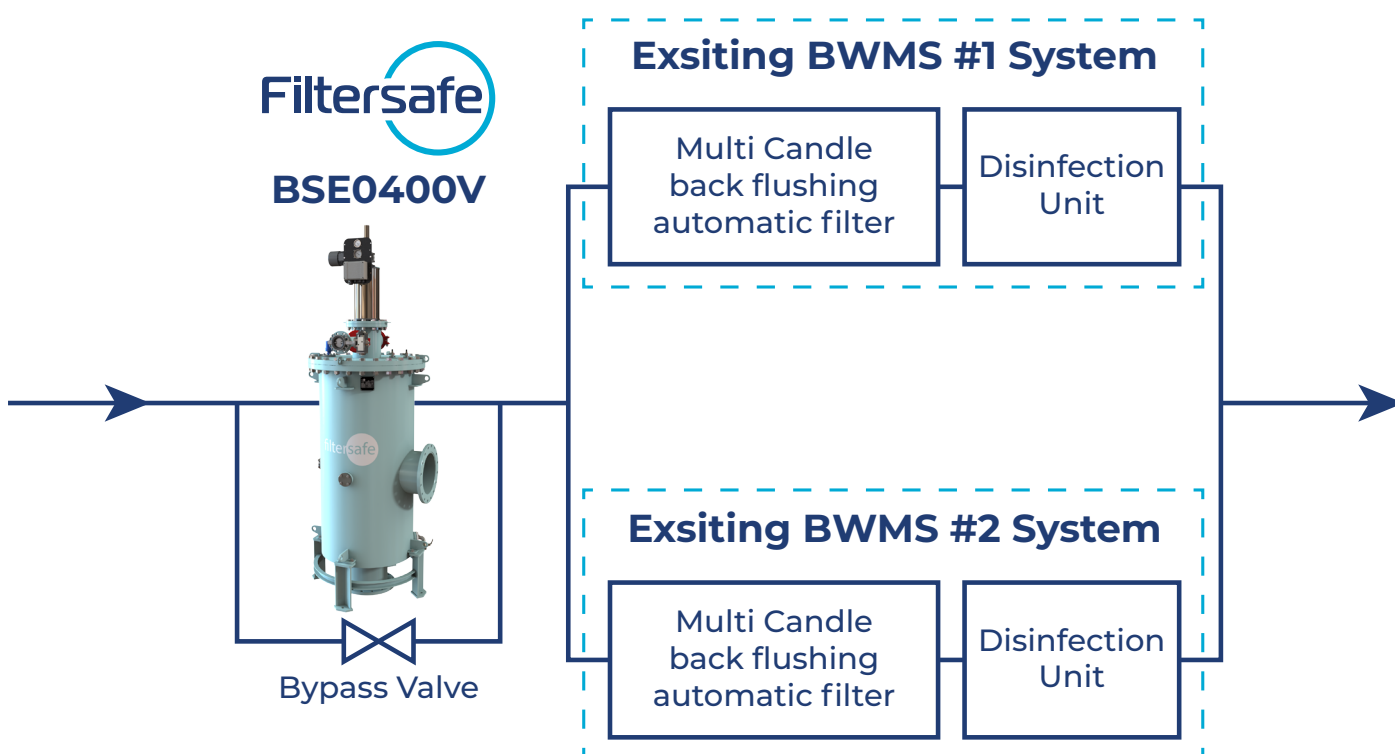 Filtersafe
BSE0400V
Exsiting BWMS #1 System
Multi Candle
back flushing
automatic filter
Disinfection
Unit
filtersafe
Bypass Valve
Exsiting BWMS #2 System
Multi Candle
back flushing
automatic filter
Disinfection
Unit